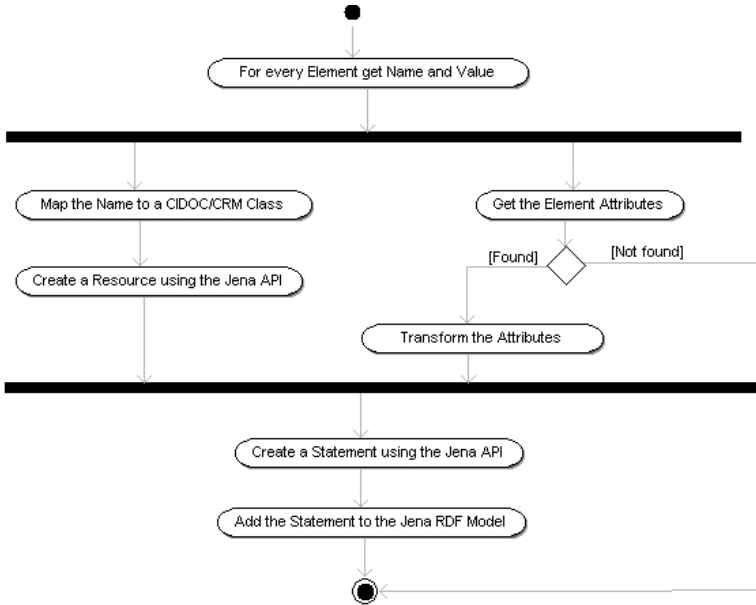 For every Element get Name and Value
Map the Name to a CIDOC/CRM Class
Get the Element Attributes
[Found]
[Not found]
Create a Resource using the Jena API
Transform the Attributes
Create a Statement using the Jena API
Add the Statement to the Jena RDF Model